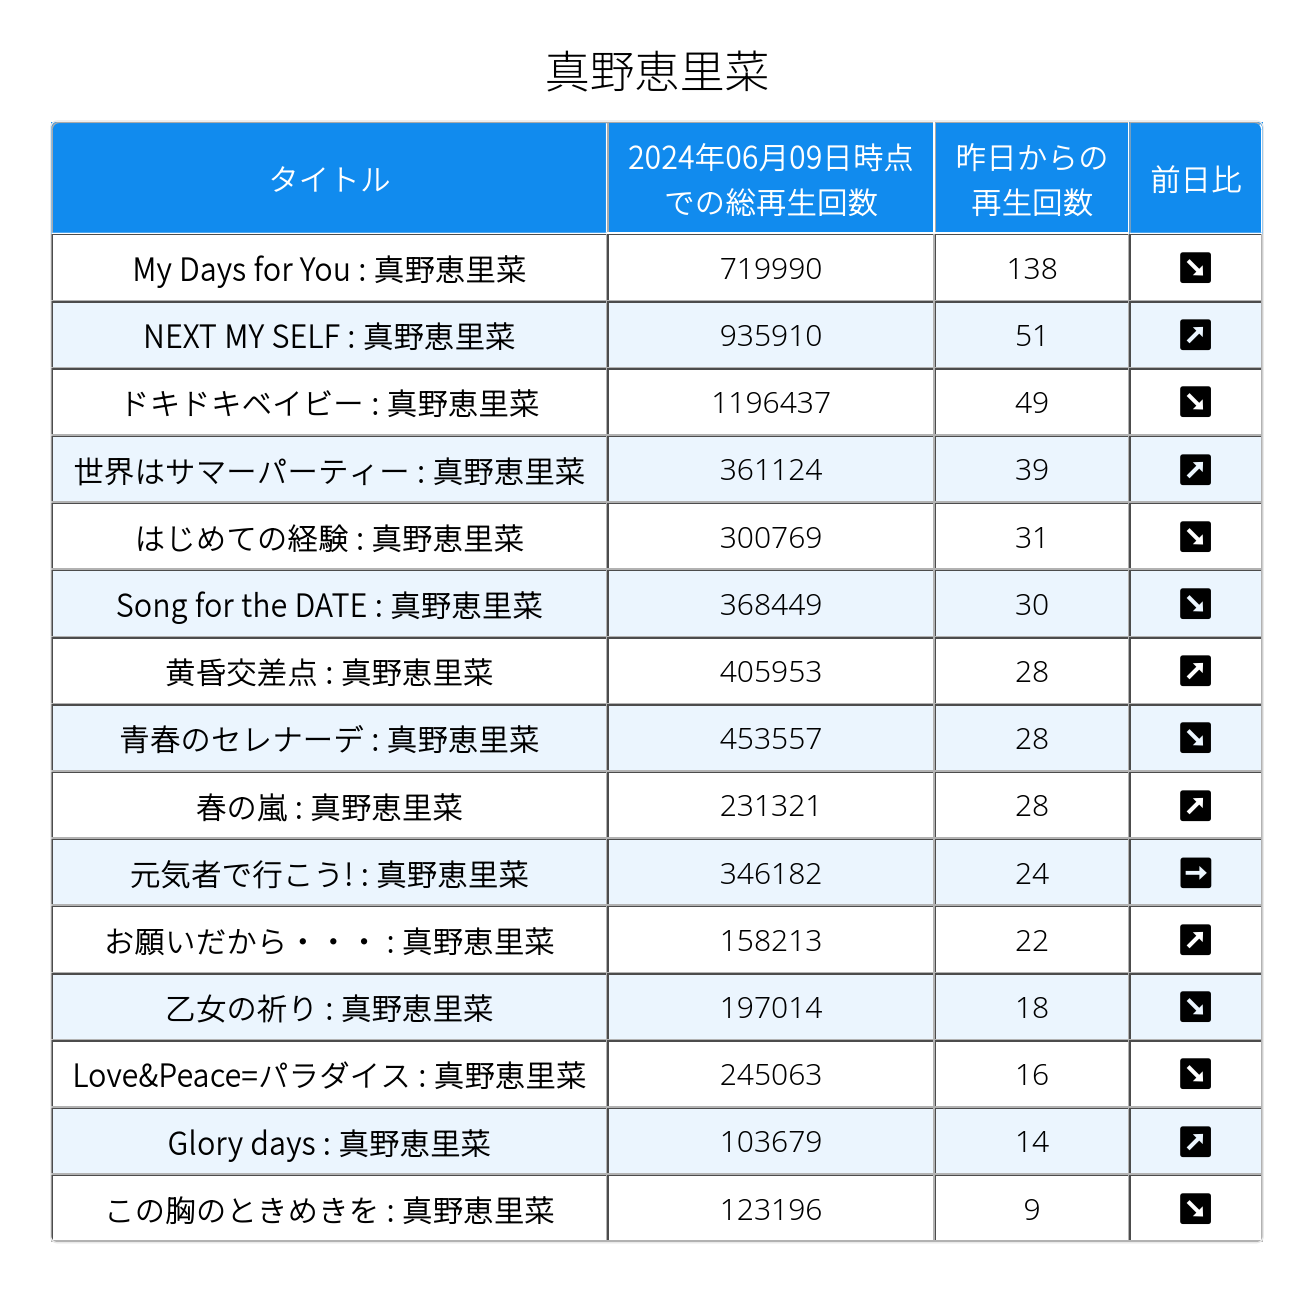 真野恵里菜
タイトル 2024年06月09日時点での総再生回数 昨日からの再生回数 前日比
My Days for You : 真野恵里菜 719990 138 ↘
NEXT MY SELF : 真野恵里菜 935910 51 ↗
ドキドキベイビー : 真野恵里菜 1196437 49 ↘
世界はサマーパーティー : 真野恵里菜 361124 39 ↗
はじめての経験 : 真野恵里菜 300769 31 ↘
Song for the DATE : 真野恵里菜 368449 30 ↘
黄昏交差点 : 真野恵里菜 405953 28 ↗
青春のセレナーデ : 真野恵里菜 453557 28 ↘
春の嵐 : 真野恵里菜 231321 28 ↗
元気者で行こう! : 真野恵里菜 346182 24 →
お願いだから・・・ : 真野恵里菜 158213 22 ↗
乙女の祈り : 真野恵里菜 197014 18 ↘
Love&Peace=パラダイス : 真野恵里菜 245063 16 ↘
Glory days : 真野恵里菜 103679 14 ↗
この胸のときめきを : 真野恵里菜 123196 9 ↘